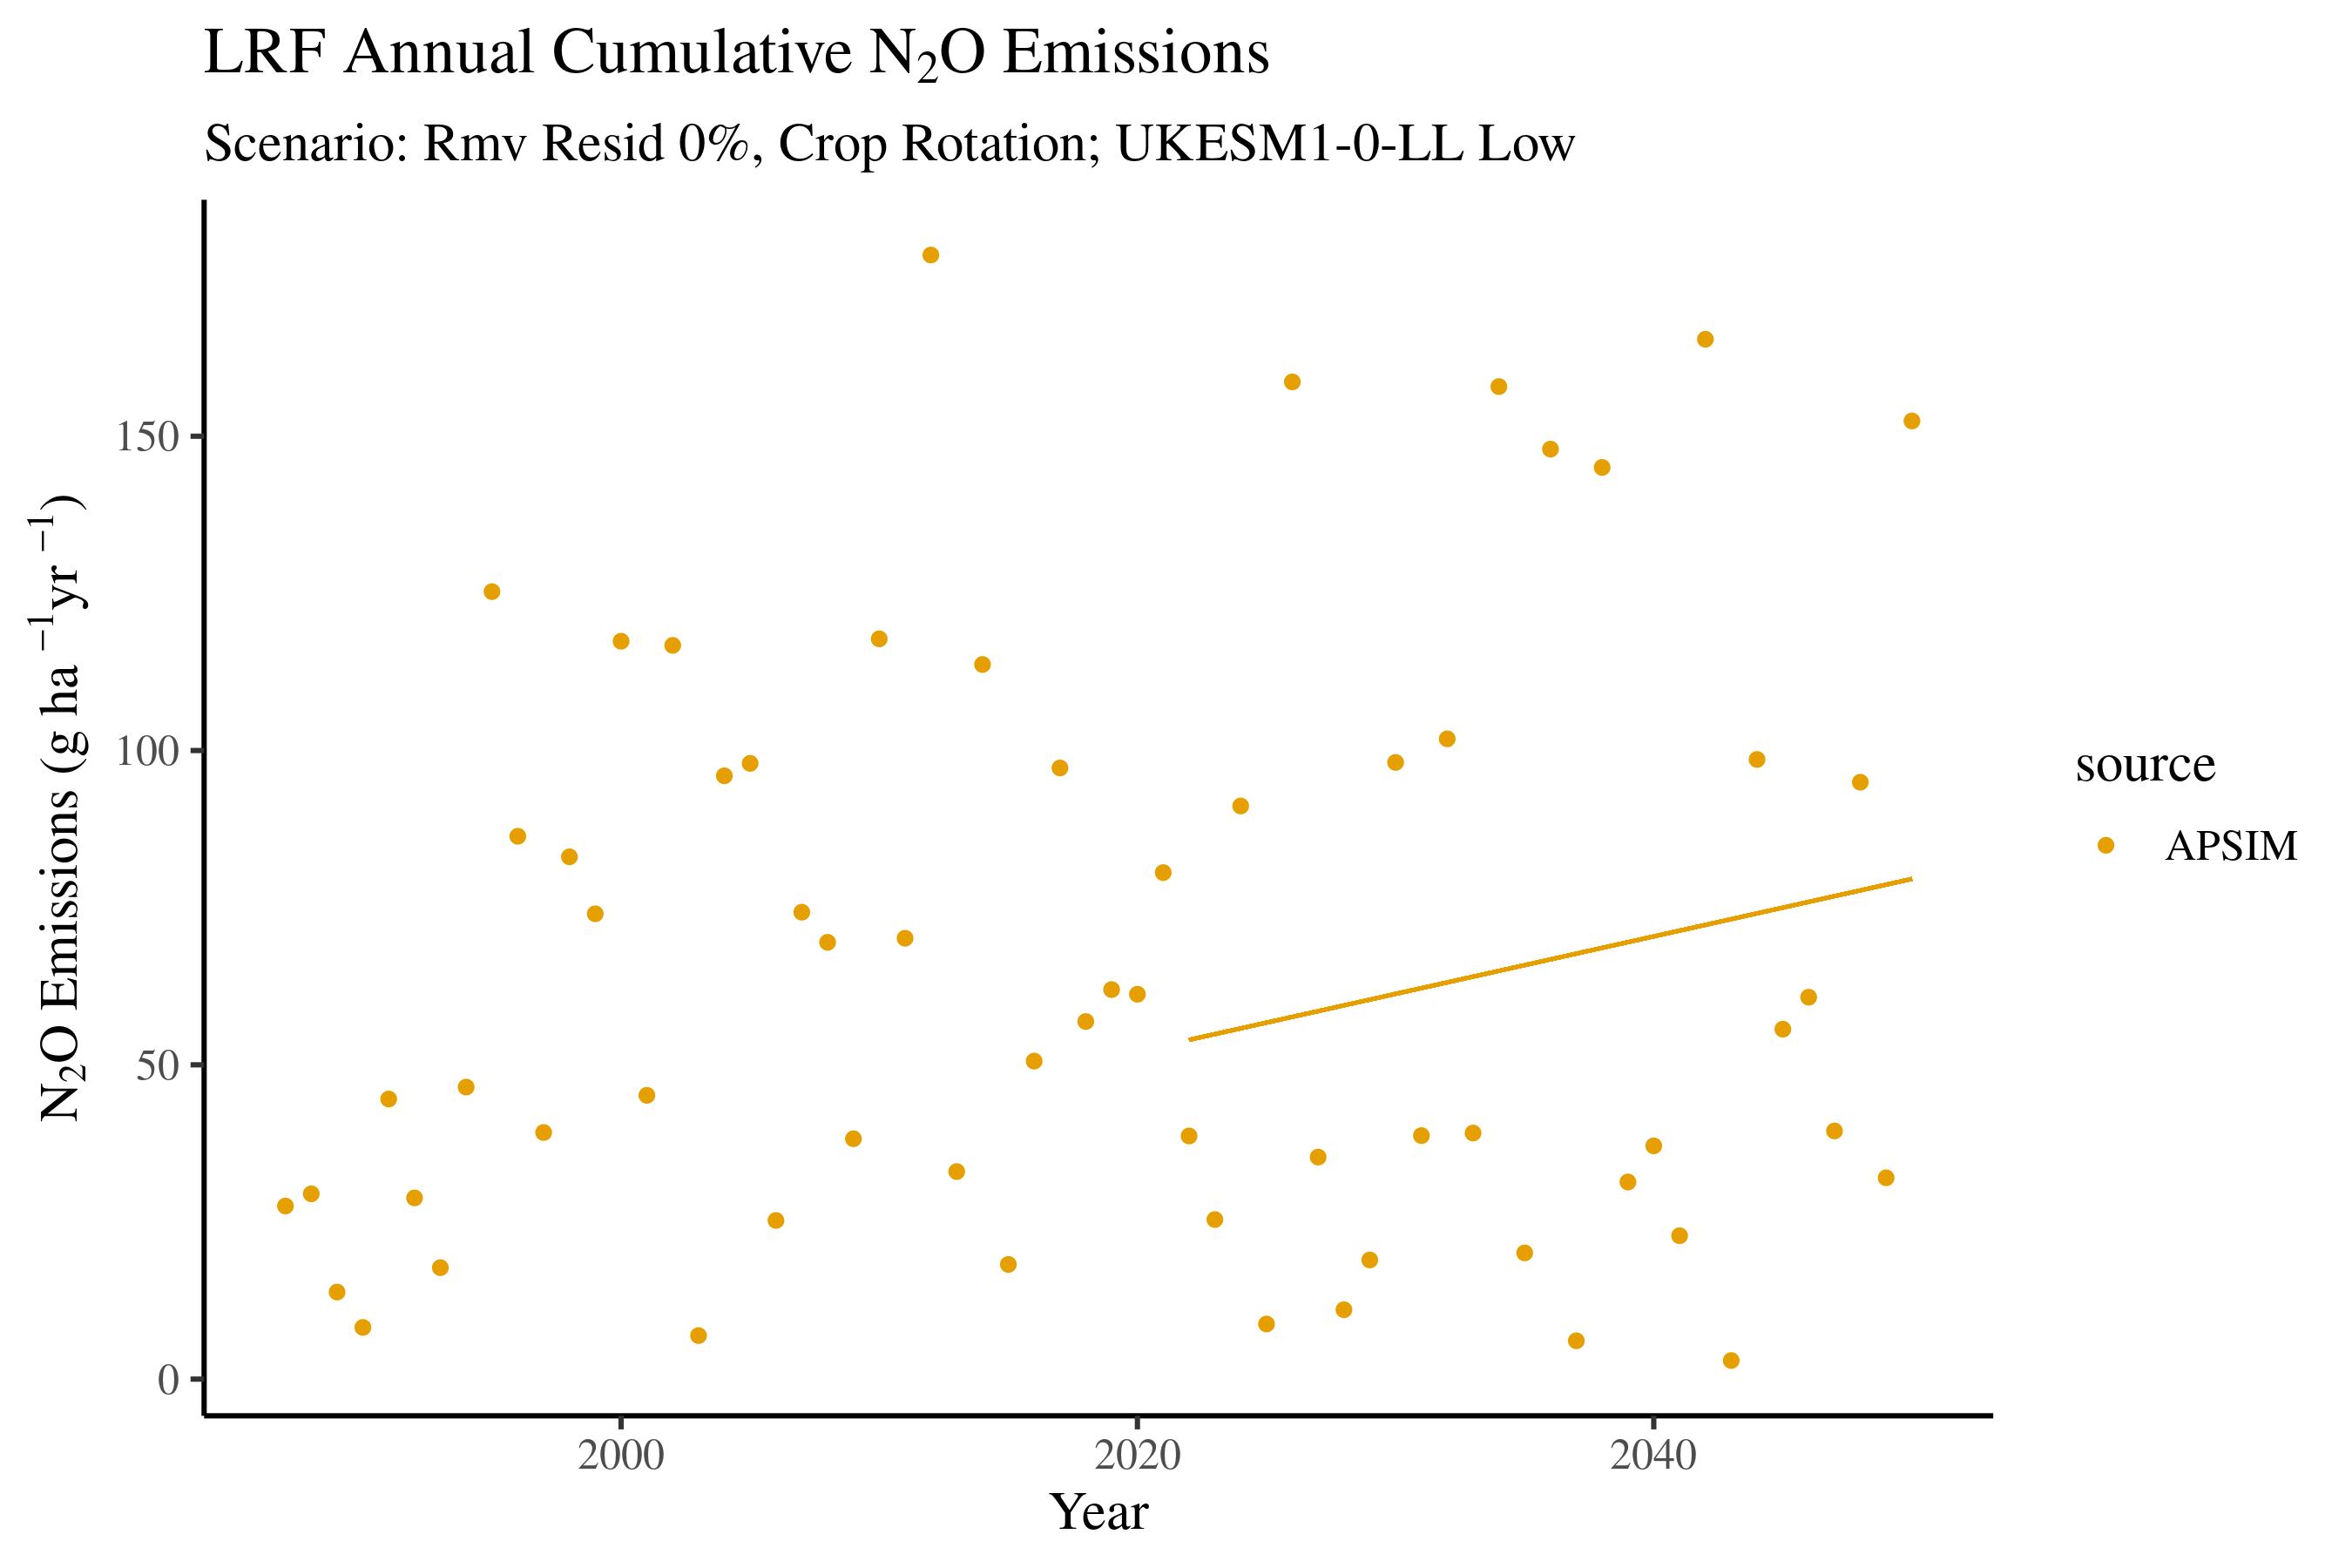 LRF Annual Cumulative N₂O Emissions
Scenario: Rmv Resid 0%, Crop Rotation; UKESM1-0-LL Low
N₂O Emissions (g ha⁻¹yr⁻¹)
150
100
50
0
2000 2020 2040
Year
source
APSIM